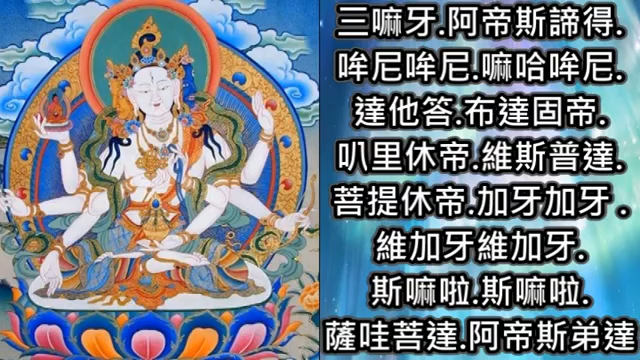 三嘛牙.阿帝斯諦得.
哞尼哞尼.嘛哈哞尼.
達他答.布達固帝.
叭里休帝.維斯普達.
菩提休帝.加牙加牙.
維加牙維加牙.
斯嘛啦.斯嘛啦.
薩哇菩達.阿帝斯弟達